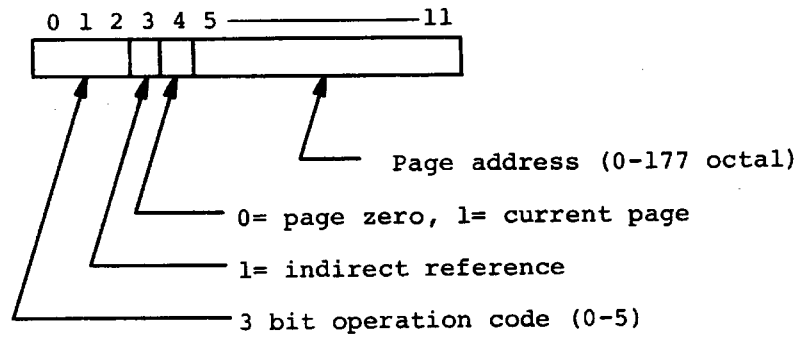 0 1 2 3 4 5 11
Page address (0-177 octal)
0= page zero, 1= current page
1= indirect reference
3 bit operation code (0-5)